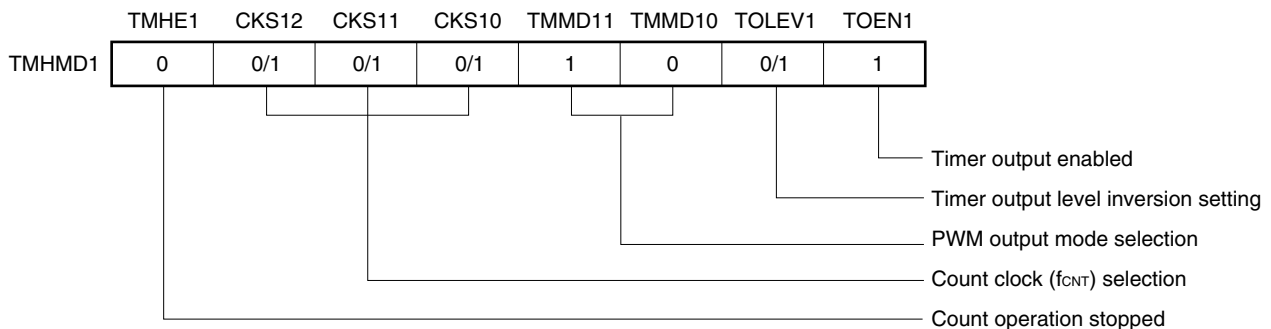 TMHE1 CKS12 CKS11 CKS10 TMMD11 TMMD10 TOLEV1 TOEN1
TMHMD1 0 0/1 0/1 0/1 1 0 0/1 1
Timer output enabled
Timer output level inversion setting
PWM output mode selection
Count clock (fCNT) selection
Count operation stopped